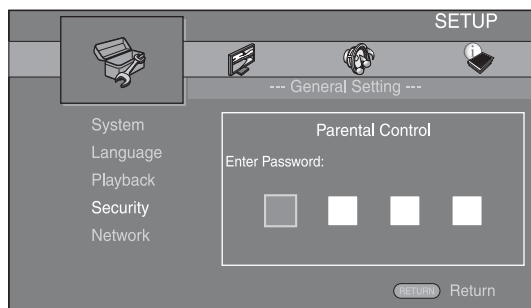 SETUP
--- General Setting ---
System
Language
Playback
Security
Network
Parental Control
Enter Password:
RETURN Return